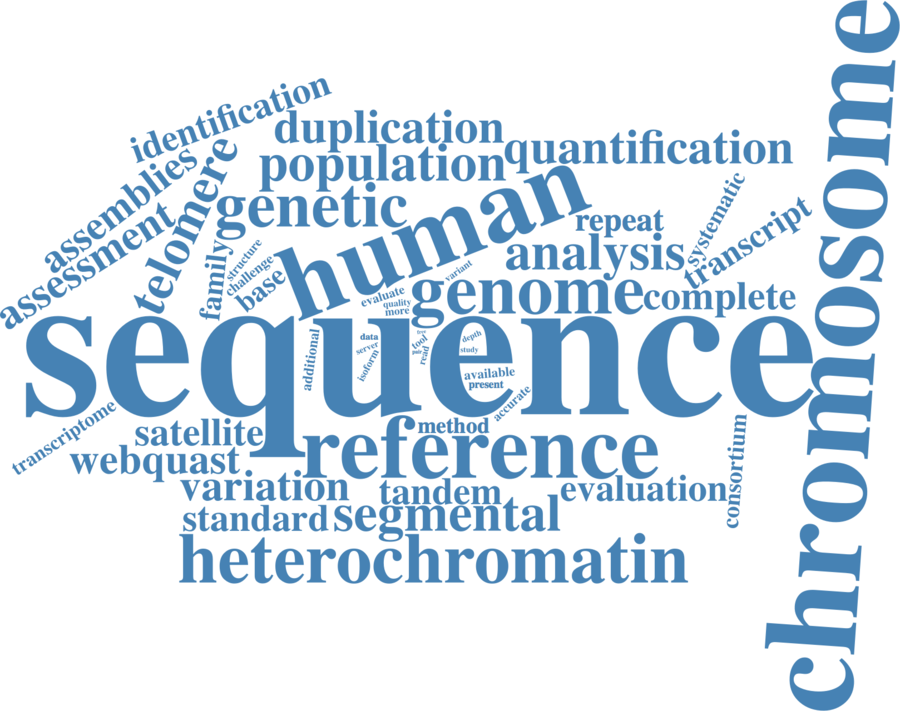 identification
duplication
quantification
assemblies
population
telomere
human
systematic
genetic
repeat
transcript
assessment
family
structure
challenge
base
analysis
variant
evaluate
genome
complete
quality
more
chromosome
sequence
additional
data
server
isoform
free
tool
pair
read
depth
study
available
present
accurate
transcriptome
satellite
method
reference
webquast
consortium
variation
tandem
evaluation
standard
segmental
heterochromatin